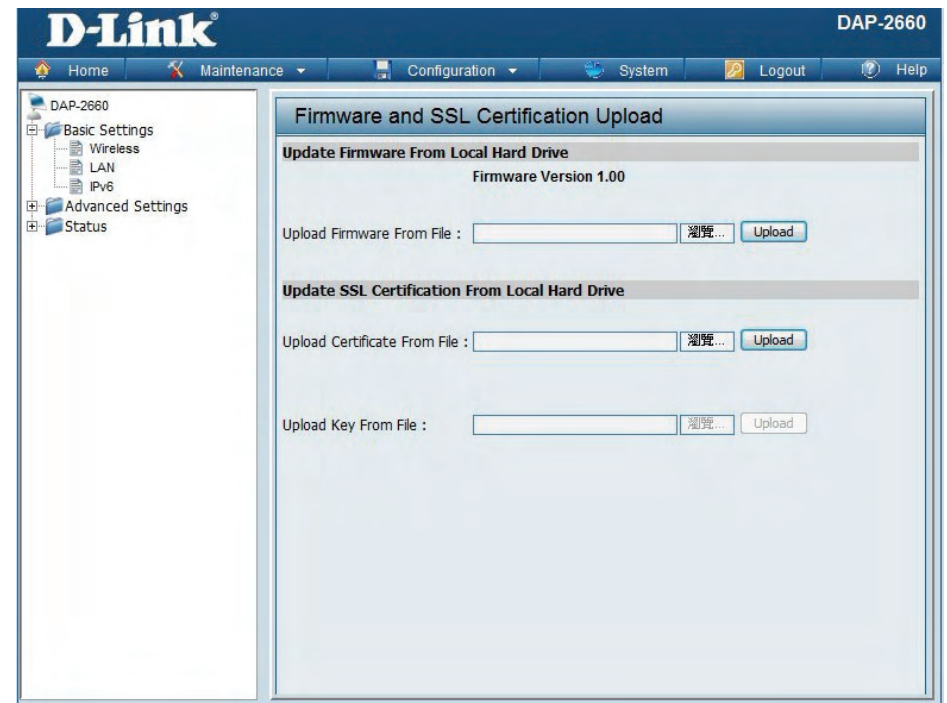 D-Link®
DAP-2660
Home Maintenance Configuration System Logout Help
DAP-2660
Basic Settings
Wireless
LAN
IPv6
Advanced Settings
Status
Firmware and SSL Certification Upload
Update Firmware From Local Hard Drive
Firmware Version 1.00
Upload Firmware From File : 瀏覽... Upload
Update SSL Certification From Local Hard Drive
Upload Certificate From File : 瀏覽... Upload
Upload Key From File : 瀏覽... Upload